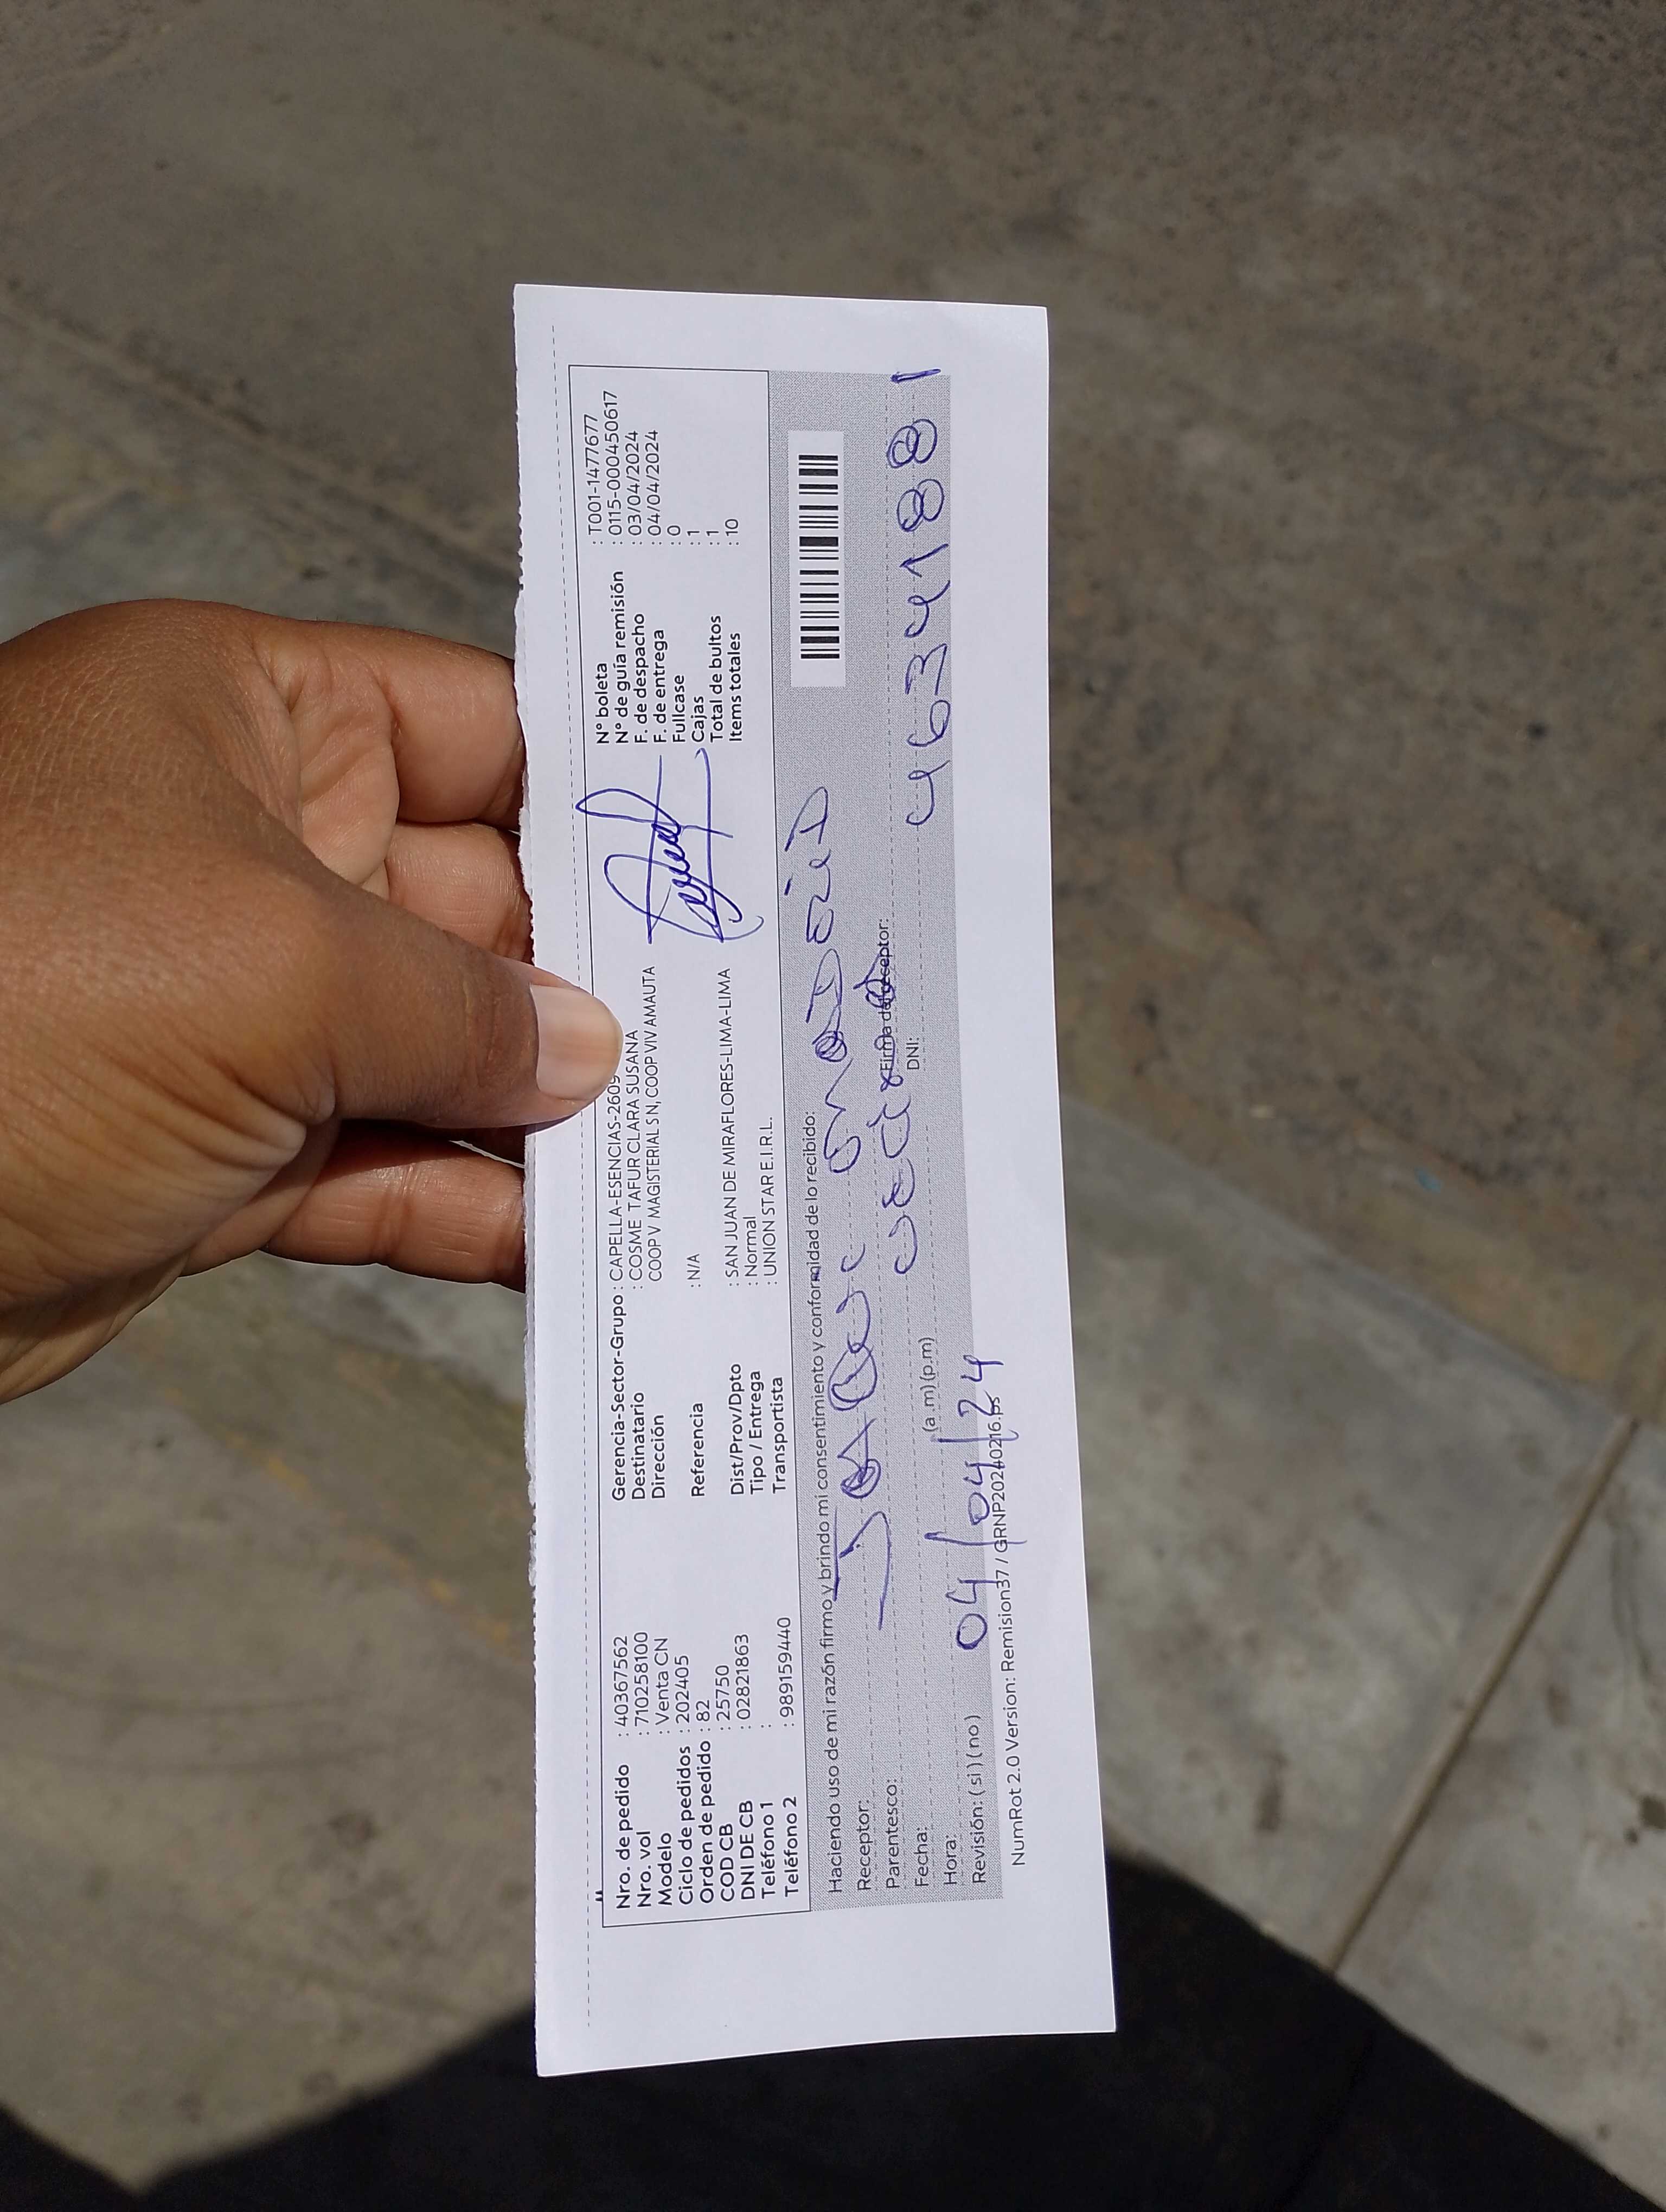 Nro. de pedido : 40367562
Nro. vol : 710258100
Modelo : Venta CN
Ciclo de pedidos : 202405
Orden de pedido : 82
COD CB : 25750
DNI DE CB : 02821863
Teléfono 1 :
Teléfono 2 : 989159440
Gerencia-Sector-Grupo : CAPELLA-ESENCIAS-2609
Destinatario : COSME TAFUR CLARA SUSANA
Dirección COOP V MAGISTERIAL S N, COOP VIV AMAUTA
Referencia : N/A
Dist/Prov/Dpto : SAN JUAN DE MIRAFLORES-LIMA-LIMA
Tipo / Entrega : Normal
Transportista : UNION STAR E.I.R.L.
N° boleta : T001-1477677
N° de guía remisión : 0115-0000450617
F. de despacho : 03/04/2024
F. de entrega : 04/04/2024
Fullcase : 0
Cajas : 1
Total de bultos : 1
Items totales : 10
Haciendo uso de mi razón firmo y brindo mi consentimiento y conformidad de lo recibido:
Receptor:
Parentesco:
Firma del receptor:
Fecha:
DNI: 46341881
Hora: (a.m) (p.m)
04/04/24
Revisión: ( si ) ( no )
NumRot 2.0 Version: Remision37 / GRNP20240216.ps